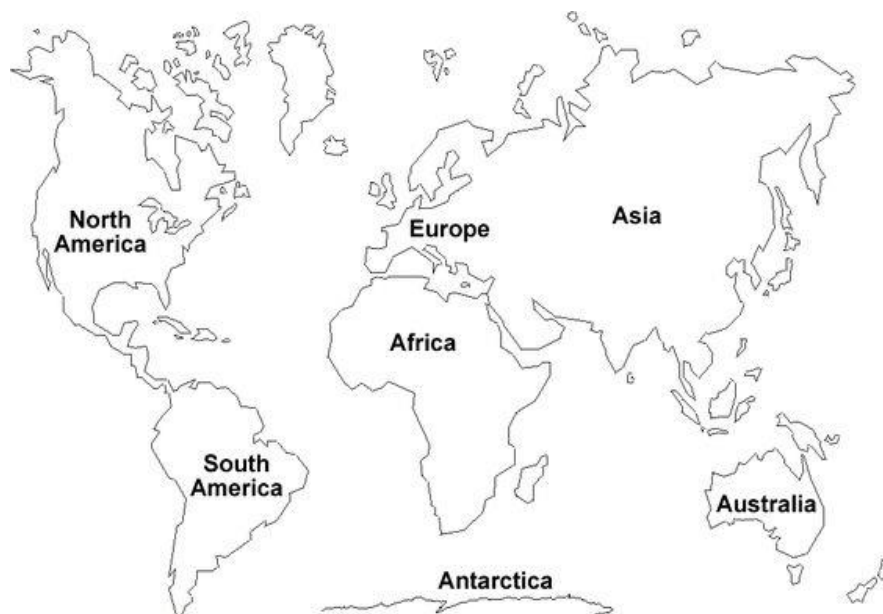 North
America
Europe
Asia
Africa
South
America
Australia
Antarctica